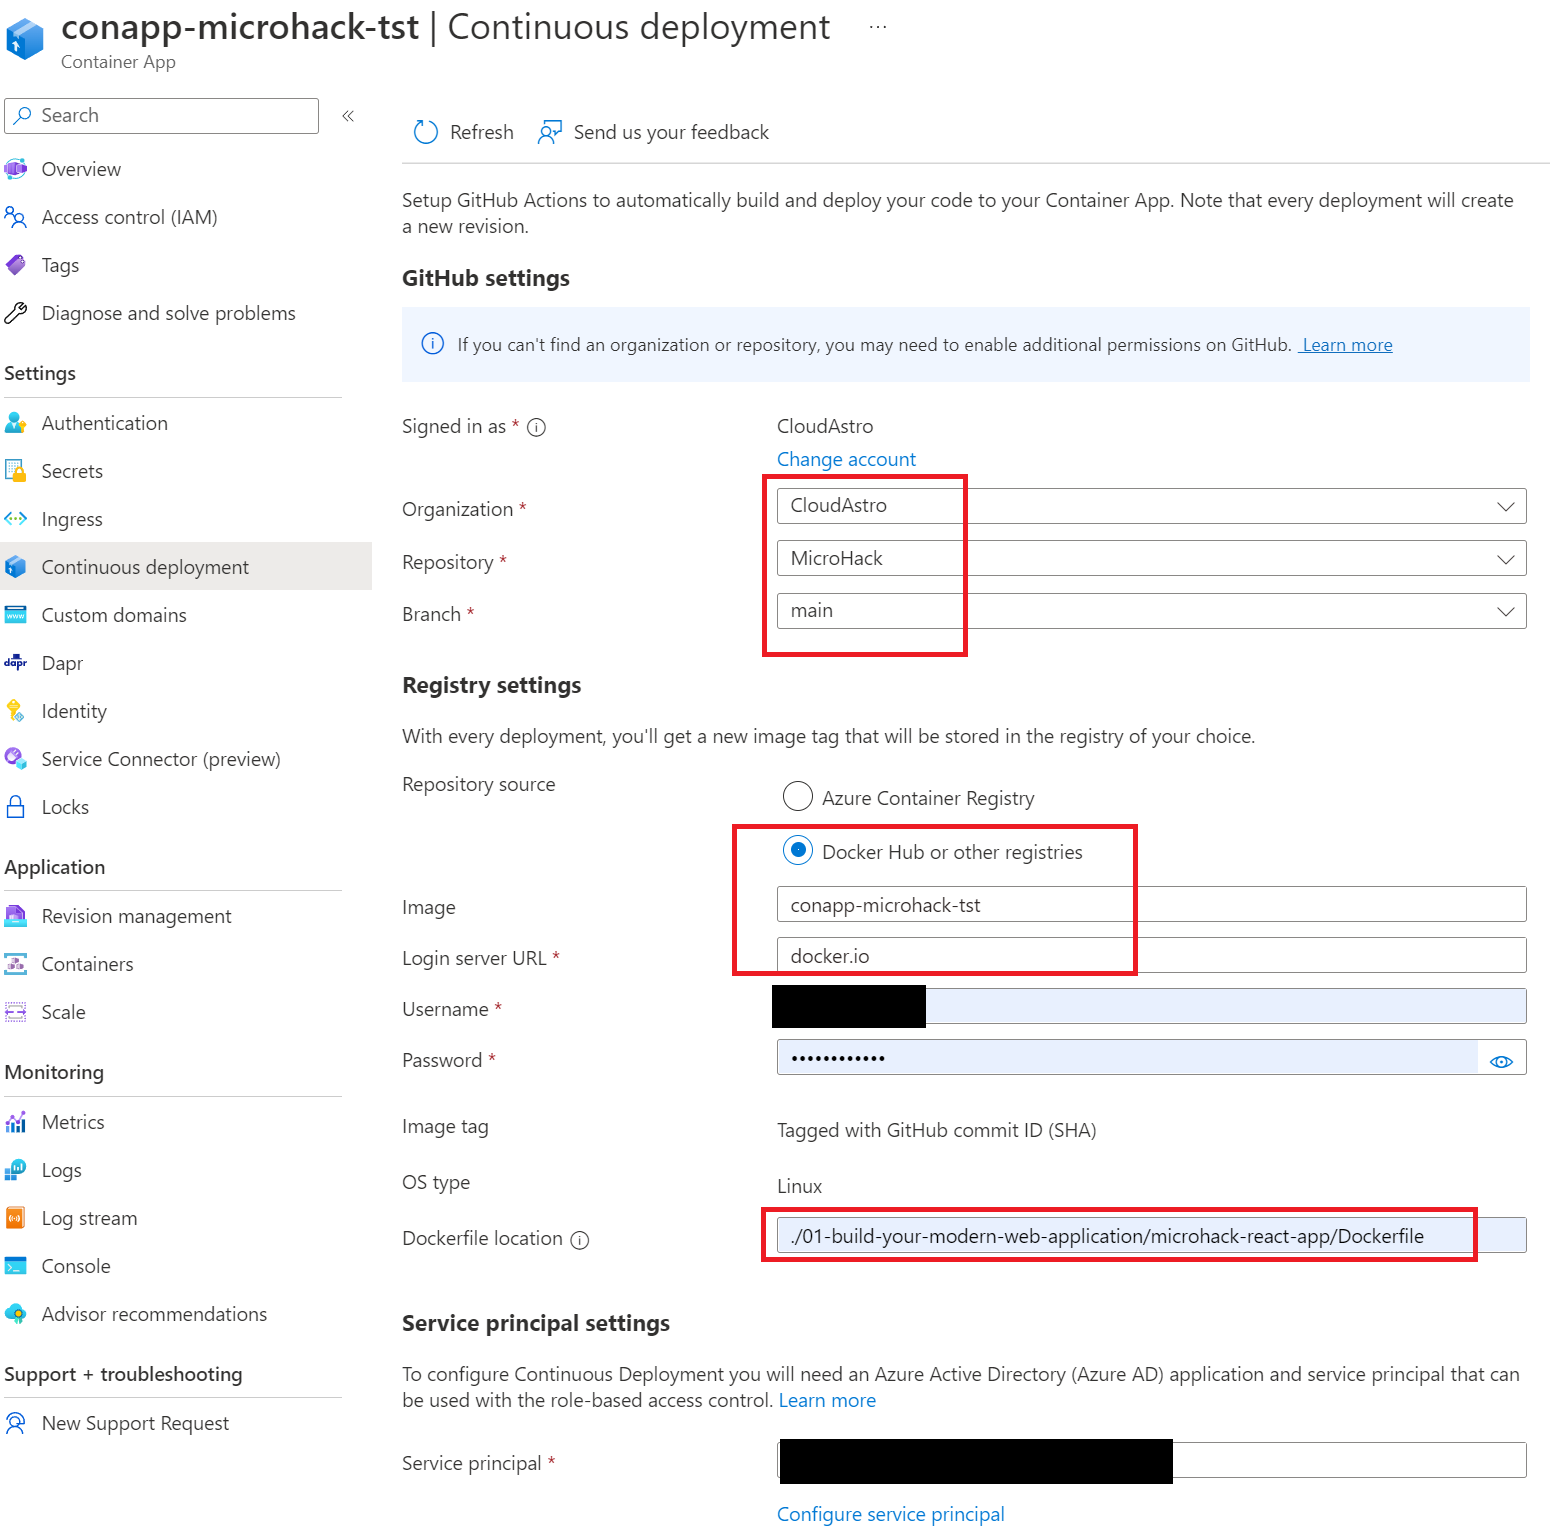 conapp-microhack-tst | Continuous deployment ...
Container App
Search
«
Overview
Access control (IAM)
Tags
Diagnose and solve problems
Settings
Authentication
Secrets
Ingress
Continuous deployment
Custom domains
dapr Dapr
Identity
Service Connector (preview)
Locks
Application
Revision management
Containers
Scale
Monitoring
Metrics
Logs
Log stream
Console
Advisor recommendations
Support + troubleshooting
New Support Request
Refresh Send us your feedback
Setup GitHub Actions to automatically build and deploy your code to your Container App. Note that every deployment will create
a new revision.
GitHub settings
If you can't find an organization or repository, you may need to enable additional permissions on GitHub. Learn more
Signed in as * CloudAstro
Change account
Organization * CloudAstro
Repository * MicroHack
Branch * main
Registry settings
With every deployment, you'll get a new image tag that will be stored in the registry of your choice.
Repository source Azure Container Registry
Docker Hub or other registries
Image conapp-microhack-tst
Login server URL * docker.io
Username *
Password * ••••••••••••
Image tag Tagged with GitHub commit ID (SHA)
OS type Linux
Dockerfile location ./01-build-your-modern-web-application/microhack-react-app/Dockerfile
Service principal settings
To configure Continuous Deployment you will need an Azure Active Directory (Azure AD) application and service principal that can
be used with the role-based access control. Learn more
Service principal *
Configure service principal